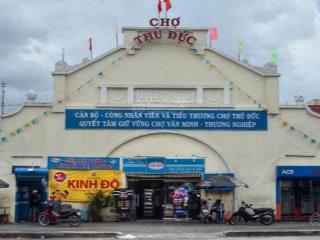 CHỢ
THỦ ĐỨC
CÁN BỘ - CÔNG NHÂN VIÊN VÀ TIỂU THƯƠNG CHỢ THỦ ĐỨC
QUYẾT TÂM GIỮ VỮNG CHỢ VĂN MINH - THƯƠNG NGHIỆP
KINH ĐÔ
ACB